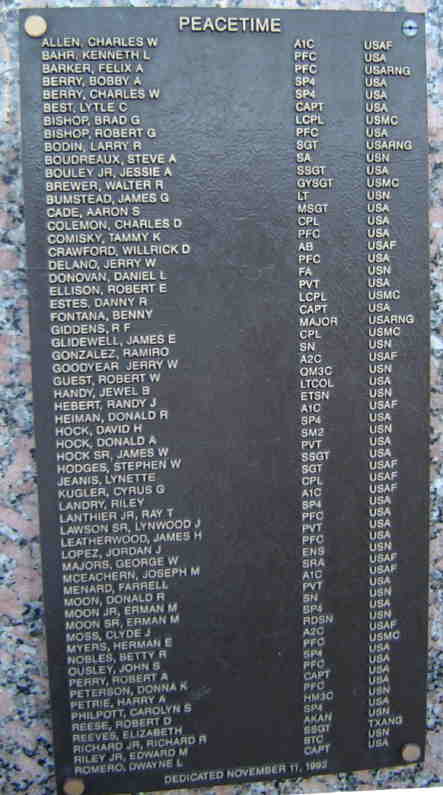 PEACETIME
ALLEN, CHARLES W A1C USAF
BAHR, KENNETH L PFC USA
BARKER, FELIX A PFC USARNG
BERRY, BOBBY A SP4 USA
BERRY, CHARLES W SP4 USA
BEST, LYTLE C CAPT USA
BISHOP, BRAD G LCPL USMC
BISHOP, ROBERT G PFC USA
BODIN, LARRY R SGT USARNG
BOUDREAUX, STEVE A SA USN
BOULEY JR, JESSIE A SSGT USA
BREWER, WALTER R GYSGT USMC
BUMSTEAD, JAMES G LT USN
CADE, AARON S MSGT USA
COLEMON, CHARLES D CPL USA
COMISKY, TAMMY K PFC USA
CRAWFORD, WILLRICK D AB USAF
DELANO, JERRY W PFC USA
DONOVAN, DANIEL L FA USN
ELLISON, ROBERT E PVT USA
ESTES, DANNY R LCPL USMC
FONTANA, BENNY CAPT USA
GIDDENS, R F MAJOR USARNG
GLIDEWELL, JAMES E CPL USMC
GONZALEZ, RAMIRO SN USN
GOODYEAR JERRY W A2C USAF
GUEST, ROBERT W QM3C USN
HANDY, JEWEL B LTCOL USA
HEBERT, RANDY J ETSN USN
HEIMAN, DONALD R A1C USAF
HOCK, DAVID H SP4 USA
HOCK, DONALD A SM2 USN
HOCK SR, JAMES W PVT USA
HODGES, STEPHEN W SSGT USA
JEANIS, LYNETTE SGT USAF
KUGLER, CYRUS G CPL USAF
LANDRY, RILEY A1C USAF
LANTHIER JR, RAY T SP4 USA
LAWSON SR, LYNWOOD J PFC USA
LEATHERWOOD, JAMES H PVT USA
LOPEZ, JORDAN J PFC USA
MAJORS, GEORGE W ENS USN
MCEACHERN, JOSEPH M SRA USAF
MENARD, FARRELL A1C USAF
MOON, DONALD R PVT USA
MOON JR, ERMAN M SN USN
MOON SR, ERMAN M SP4 USA
MOSS, CLYDE J RDSN USN
MYERS, HERMAN E A2C USAF
NOBLES, BETTY R PFC USMC
OUSLEY, JOHN S SP4 USA
PERRY, ROBERT A PFC USA
PETERSON, DONNA K CAPT USA
PETRIE, HARRY A PFC USA
PHILPOTT, CAROLYN S HM3C USN
REESE, ROBERT D SP4 USA
REEVES, ELIZABETH AKAN USN
RICHARD JR, RICHARD R SSGT TXANG
RILEY JR, EDWARD M BTC USN
ROMERO, DWAYNE L CAPT USA
DEDICATED NOVEMBER 11, 1992